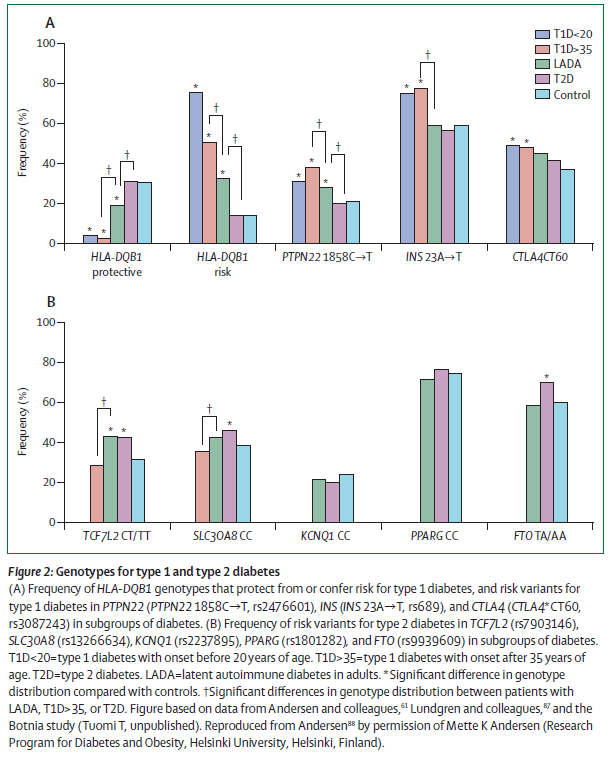 A
100
80
60
40
20
0
Frequency (%)
T1D<20
T1D>35
LADA
T2D
Control
* * † * †
* † * * †
* † * * †
* * †
* *
HLA-DQB1
protective
HLA-DQB1
risk
PTPN22 1858C→T
INS 23A→T
CTLA4CT60
B
100
80
60
40
20
0
Frequency (%)
† * *
† *
*
TCF7L2 CT/TT
SLC30A8 CC
KCNQ1 CC
PPARG CC
FTO TA/AA
Figure 2: Genotypes for type 1 and type 2 diabetes
(A) Frequency of HLA-DQB1 genotypes that protect from or confer risk for type 1 diabetes, and risk variants for
type 1 diabetes in PTPN22 (PTPN22 1858C→T, rs2476601), INS (INS 23A→T, rs689), and CTLA4 (CTLA4*CT60,
rs3087243) in subgroups of diabetes. (B) Frequency of risk variants for type 2 diabetes in TCF7L2 (rs7903146),
SLC30A8 (rs13266634), KCNQ1 (rs2237895), PPARG (rs1801282), and FTO (rs9939609) in subgroups of diabetes.
T1D<20=type 1 diabetes with onset before 20 years of age. T1D>35=type 1 diabetes with onset after 35 years of
age. T2D=type 2 diabetes. LADA=latent autoimmune diabetes in adults. *Significant difference in genotype
distribution compared with controls. †Significant differences in genotype distribution between patients with
LADA, T1D>35, or T2D. Figure based on data from Andersen and colleagues,61 Lundgren and colleagues,87 and the
Botnia study (Tuomi T, unpublished). Reproduced from Andersen88 by permission of Mette K Andersen (Research
Program for Diabetes and Obesity, Helsinki University, Helsinki, Finland).